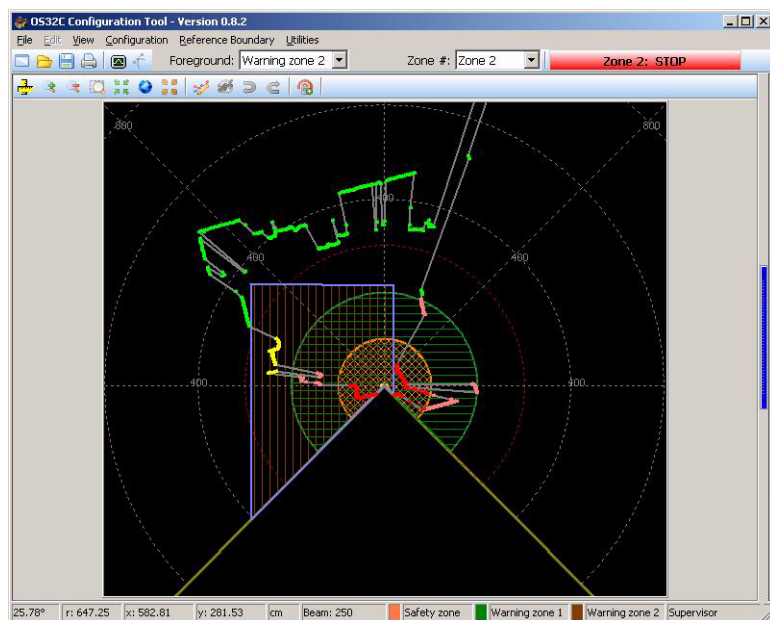 OS32C Configuration Tool - Version 0.8.2
File Edit View Configuration Reference Boundary Utilities
Foreground: Warning zone 2 Zone #: Zone 2 Zone 2: STOP
800 800
400
400 400
400 400
25.78° r: 647.25 x: 582.81 y: 281.53 cm Beam: 250 Safety zone Warning zone 1 Warning zone 2 Supervisor